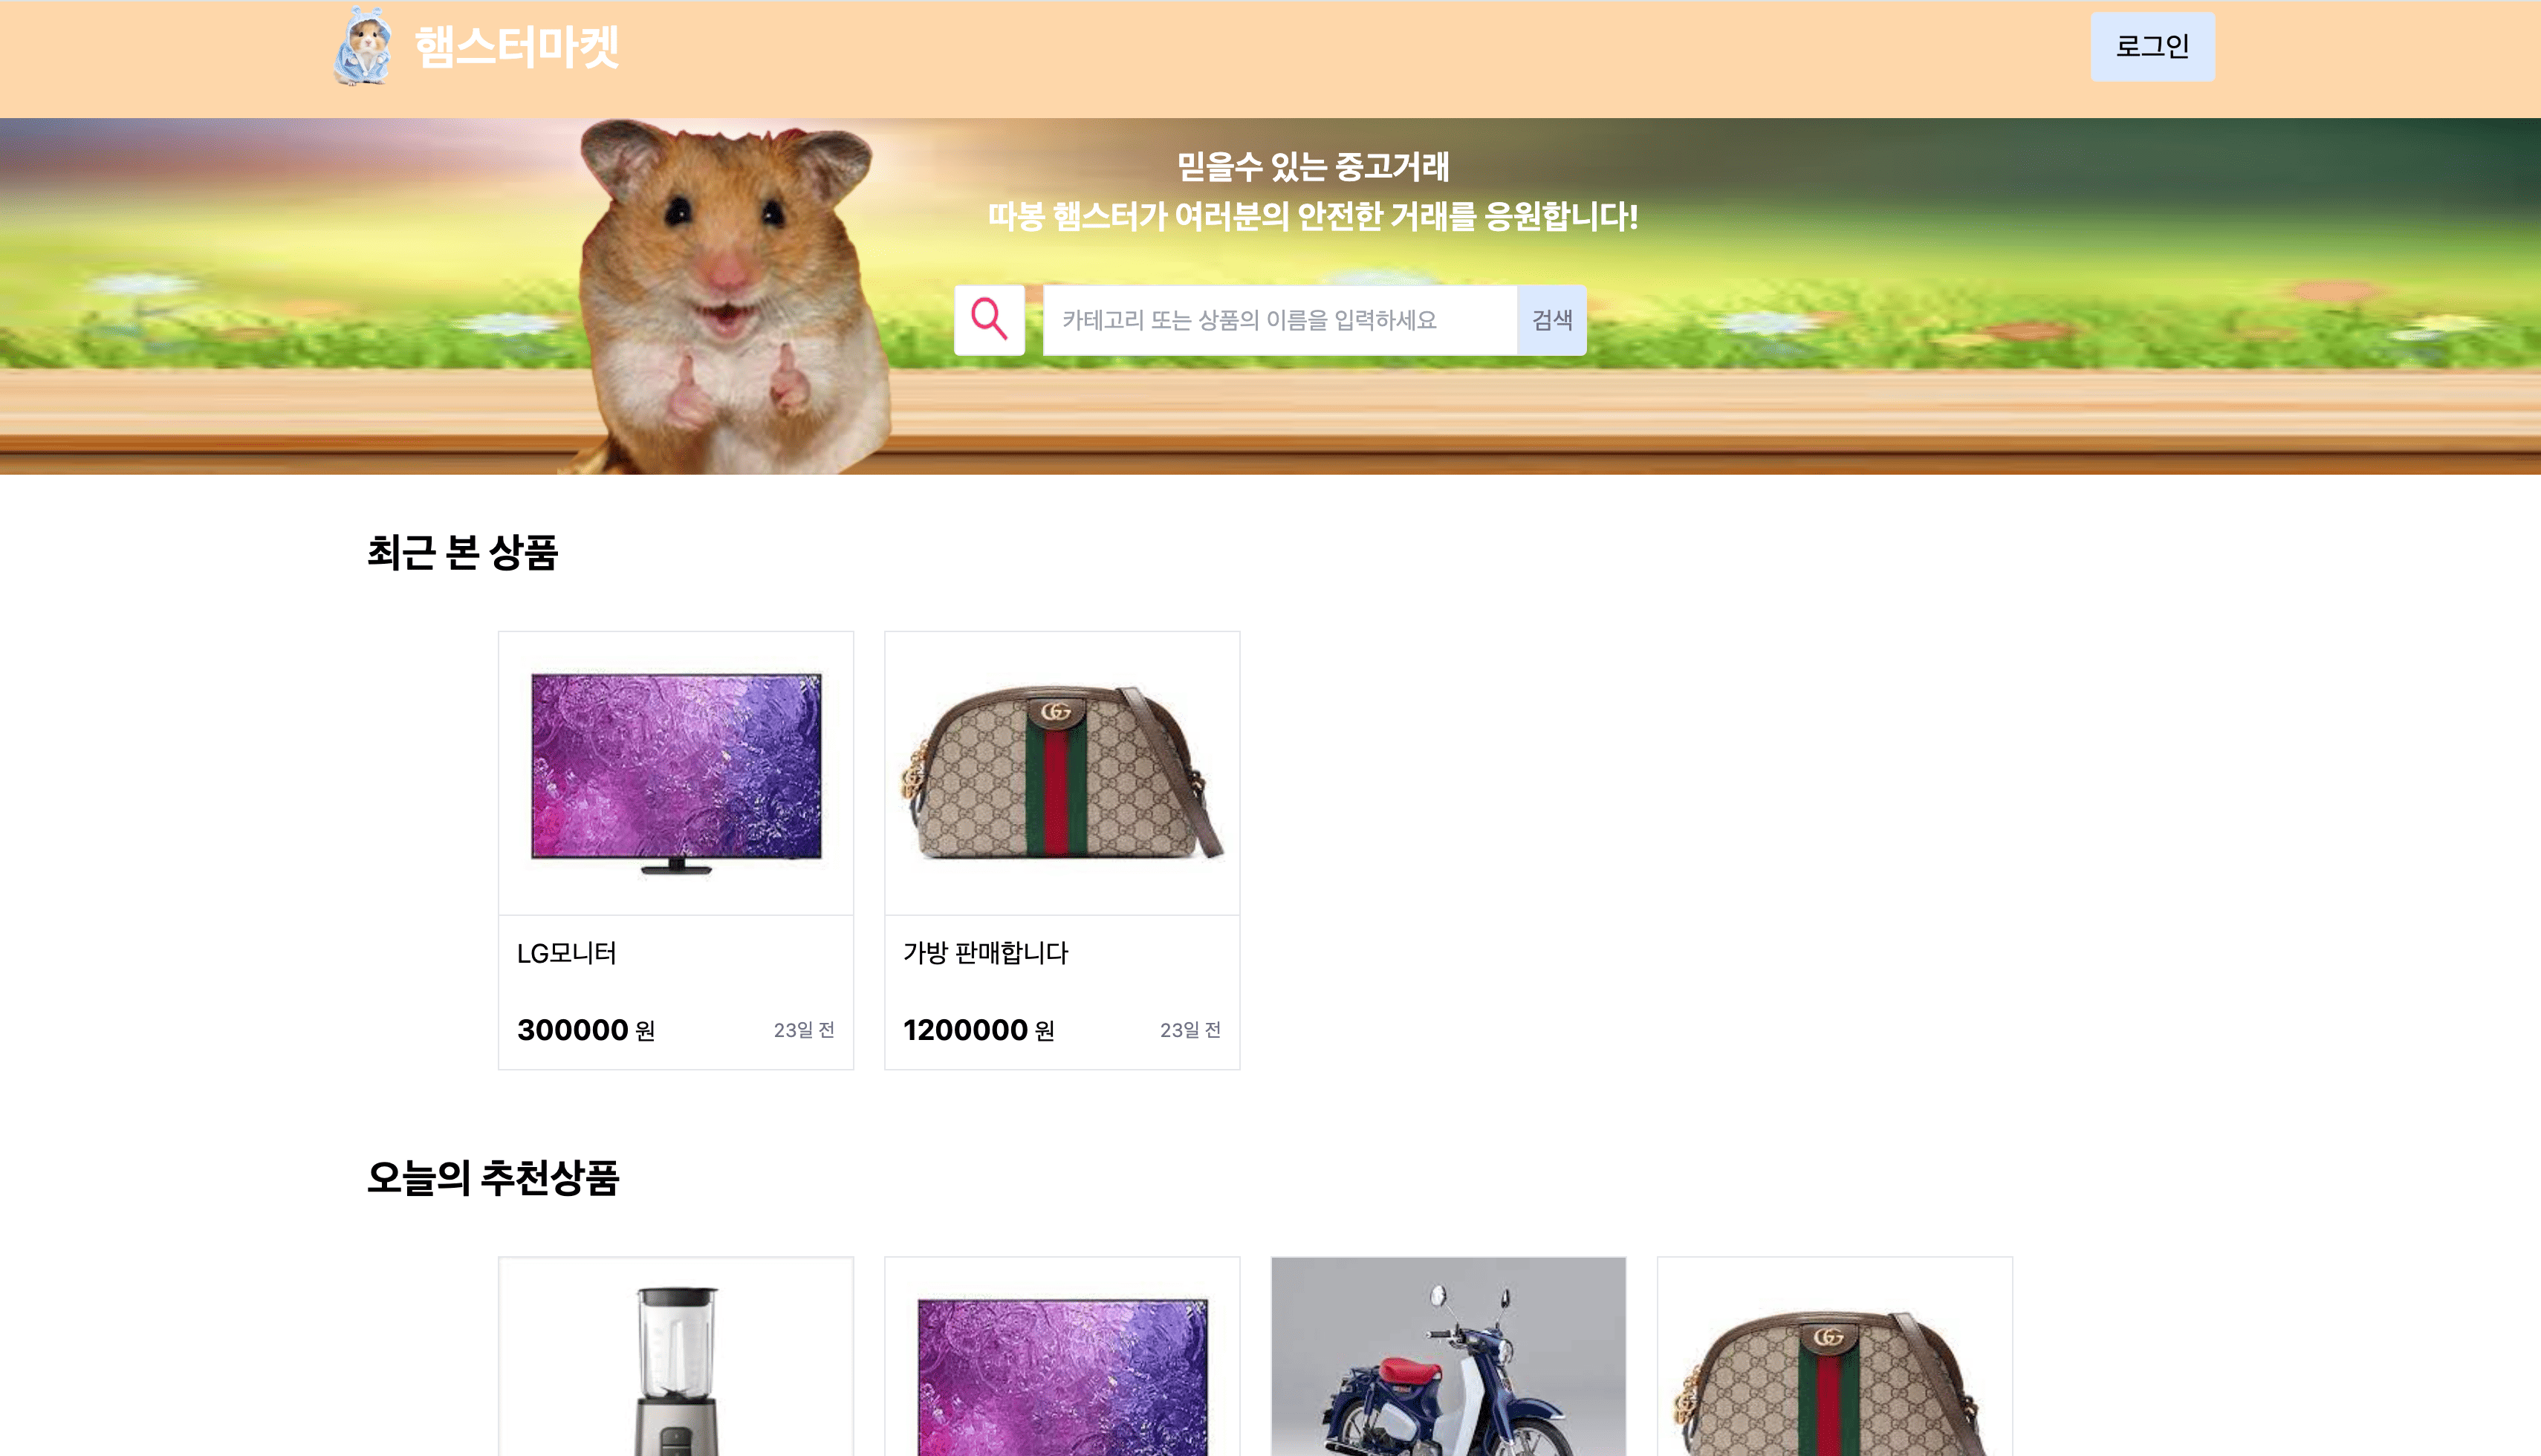 햄스터마켓
로그인
믿을수 있는 중고거래
따봉 햄스터가 여러분의 안전한 거래를 응원합니다!
카테고리 또는 상품의 이름을 입력하세요
검색
최근 본 상품
LG모니터
300000 원
23일 전
가방 판매합니다
1200000 원
23일 전
오늘의 추천상품